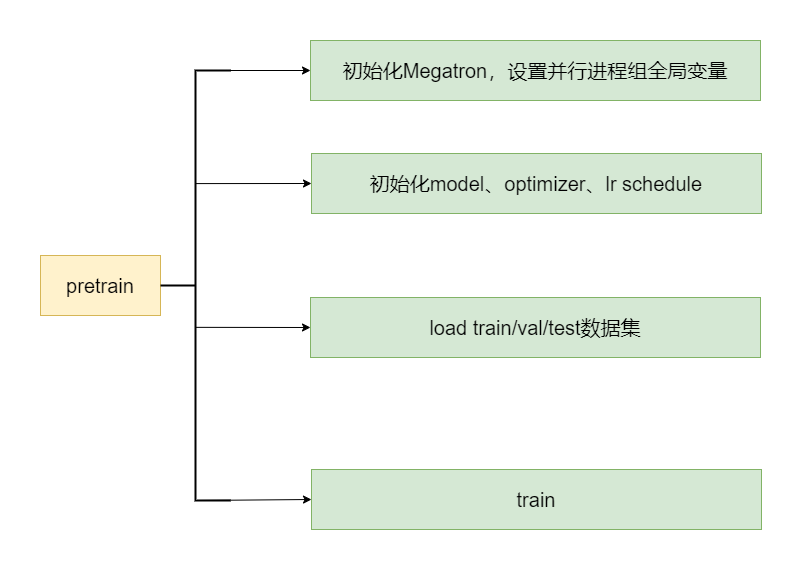 初始化Megatron，设置并行进程组全局变量
初始化model、optimizer、lr schedule
pretrain
load train/val/test数据集
train